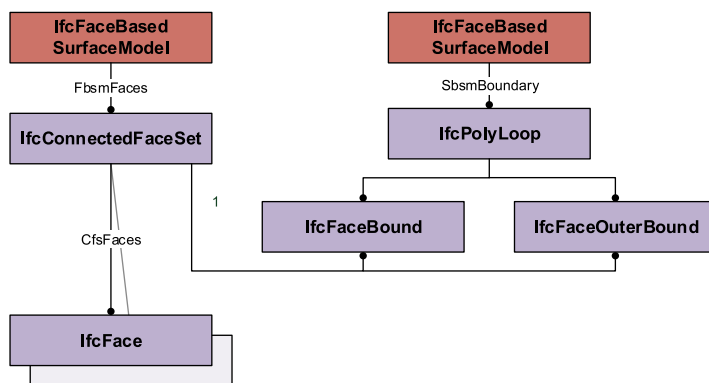 IfcFaceBased
SurfaceModel
IfcFaceBased
SurfaceModel
FbsmFaces
SbsmBoundary
IfcConnectedFaceSet
IfcPolyLoop
1
IfcFaceBound
IfcFaceOuterBound
CfsFaces
IfcFace